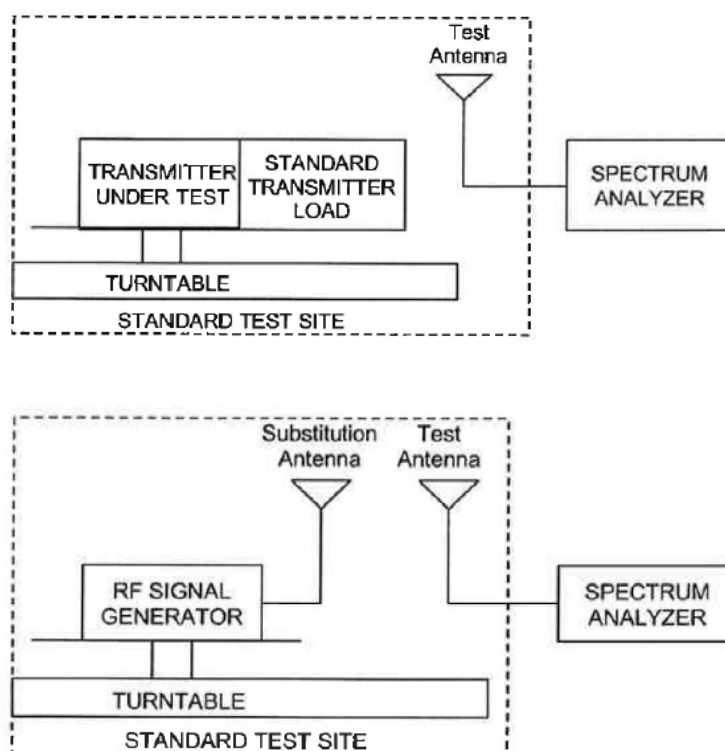 Test
Antenna
TRANSMITTER
UNDER TEST
STANDARD
TRANSMITTER
LOAD
SPECTRUM
ANALYZER
TURNTABLE
STANDARD TEST SITE
Substitution
Antenna
Test
Antenna
RF SIGNAL
GENERATOR
SPECTRUM
ANALYZER
TURNTABLE
STANDARD TEST SITE